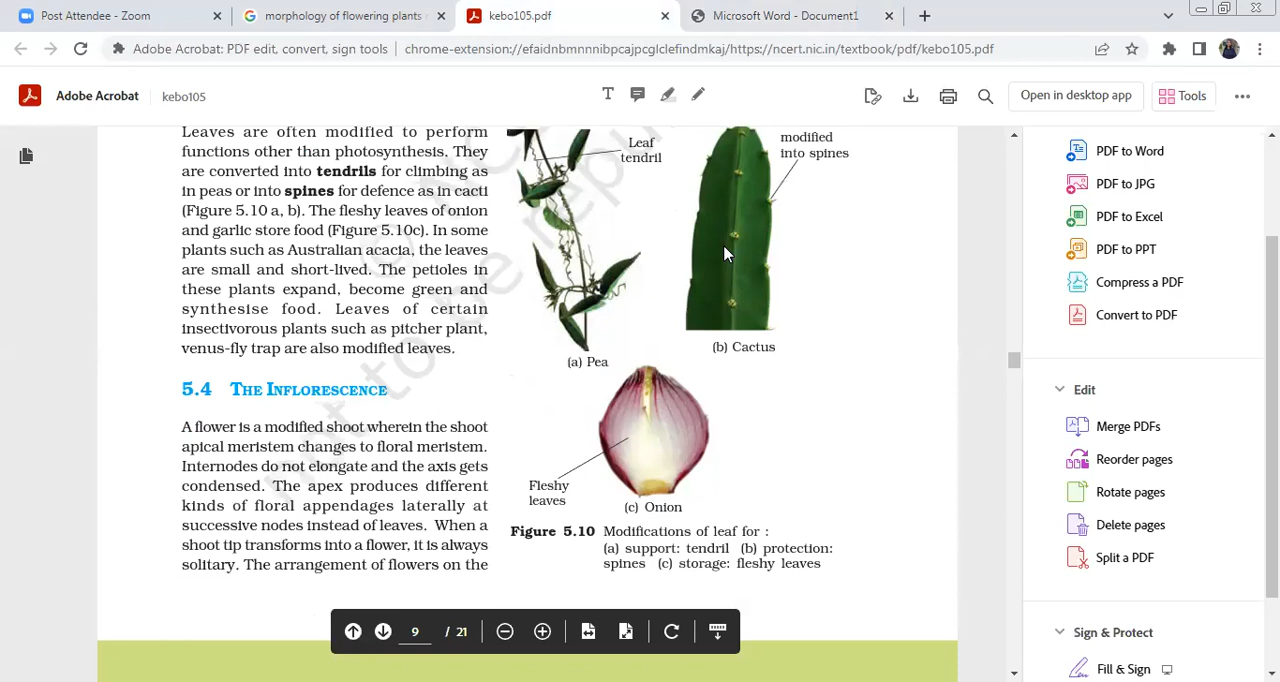 Post Attendee - Zoom
morphology of flowering plants
kebo105.pdf
Microsoft Word - Document1
Adobe Acrobat: PDF edit, convert, sign tools
chrome-extension://efaidnbmnnnibpcajpcglclefindmkaj/https://ncert.nic.in/textbook/pdf/kebo105.pdf
Adobe Acrobat
kebo105
Open in desktop app
Tools
Leaves are often modified to perform
functions other than photosynthesis. They
are converted into tendrils for climbing as
in peas or into spines for defence as in cacti
(Figure 5.10 a, b). The fleshy leaves of onion
and garlic store food (Figure 5.10c). In some
plants such as Australian acacia, the leaves
are small and short-lived. The petioles in
these plants expand, become green and
synthesise food. Leaves of certain
insectivorous plants such as pitcher plant,
venus-fly trap are also modified leaves.
5.4 THE INFLORESCENCE
A flower is a modified shoot wherein the shoot
apical meristem changes to floral meristem.
Internodes do not elongate and the axis gets
condensed. The apex produces different
kinds of floral appendages laterally at
successive nodes instead of leaves. When a
shoot tip transforms into a flower, it is always
solitary. The arrangement of flowers on the
Leaf
tendril
modified
into spines
(a) Pea
(b) Cactus
Fleshy
leaves
(c) Onion
Figure 5.10 Modifications of leaf for :
(a) support: tendril (b) protection:
spines (c) storage: fleshy leaves
not to be repu
9 / 21
PDF to Word
PDF to JPG
PDF to Excel
PDF to PPT
Compress a PDF
Convert to PDF
Edit
Merge PDFs
Reorder pages
Rotate pages
Delete pages
Split a PDF
Sign & Protect
Fill & Sign